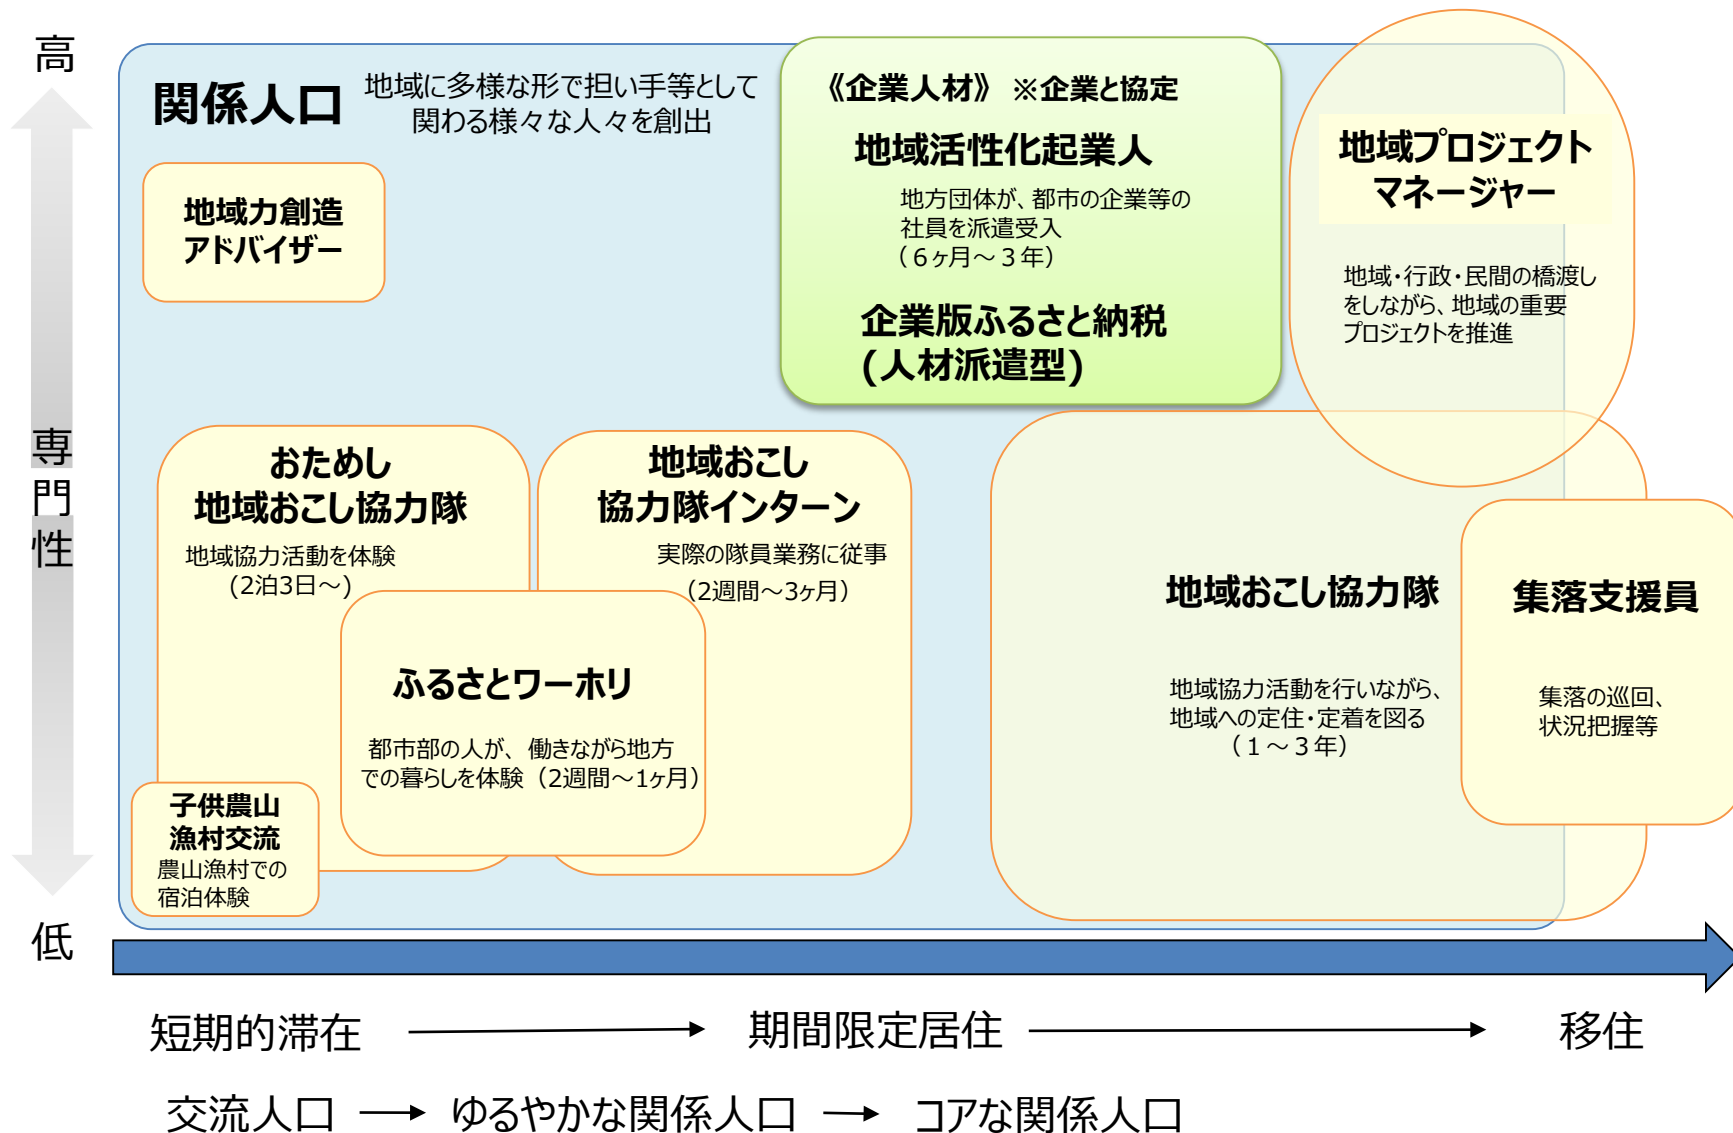 高
専
門
性
低
関係人口
地域に多様な形で担い手等として
関わる様々な人々を創出
地域力創造
アドバイザー
《企業人材》 ※企業と協定
地域活性化起業人
地方団体が、都市の企業等の
社員を派遣受入
（６ヶ月～３年）
企業版ふるさと納税
(人材派遣型)
地域プロジェクト
マネージャー
地域・行政・民間の橋渡し
をしながら、地域の重要
プロジェクトを推進
おためし
地域おこし協力隊
地域協力活動を体験
（2泊3日～）
地域おこし
協力隊インターン
実際の隊員業務に従事
（2週間～3ヶ月）
ふるさとワーホリ
都市部の人が、働きながら地方
での暮らしを体験（2週間～1ヶ月）
子供農山
漁村交流
農山漁村での
宿泊体験
地域おこし協力隊
地域協力活動を行いながら、
地域への定住・定着を図る
（１～３年）
集落支援員
集落の巡回、
状況把握等
短期的滞在 → 期間限定居住 → 移住
交流人口 → ゆるやかな関係人口 → コアな関係人口